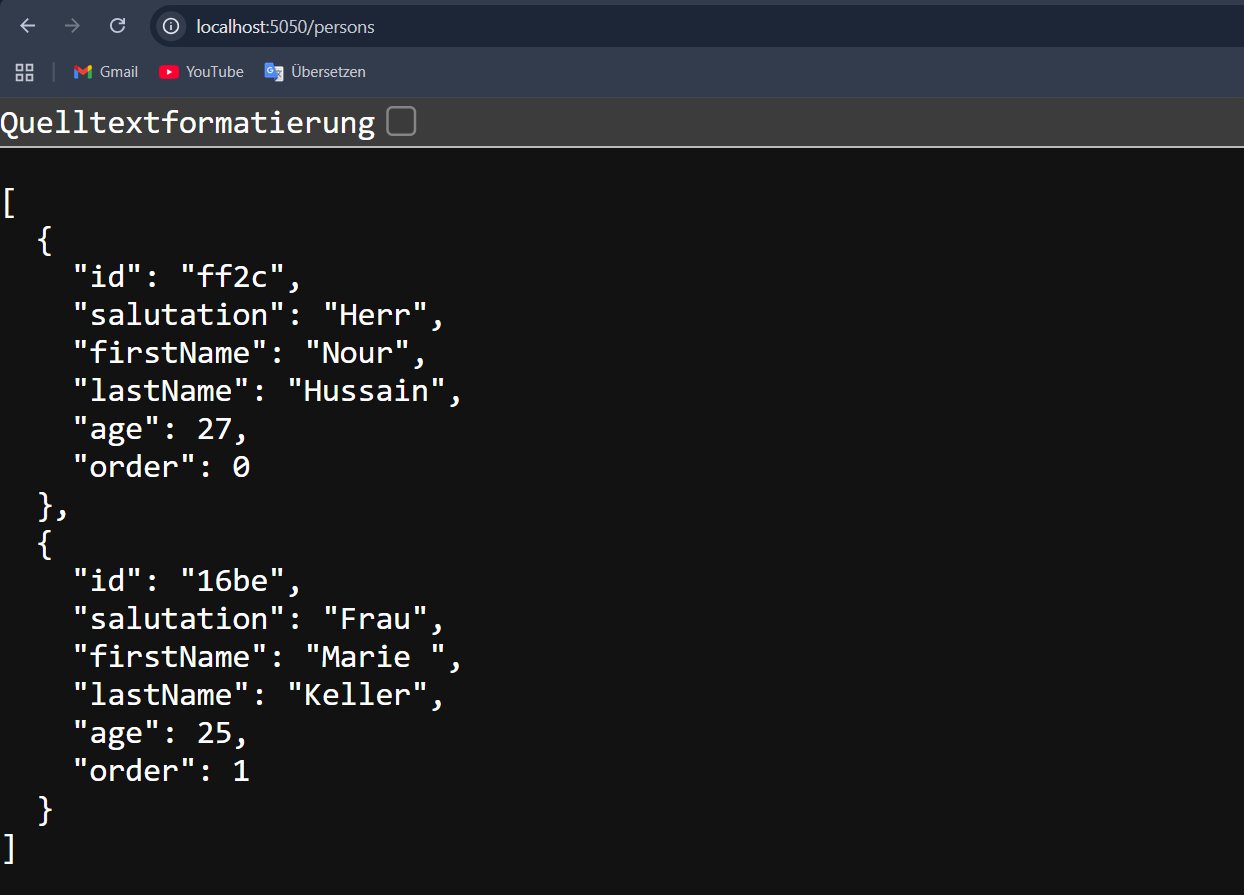 localhost:5050/persons
Gmail YouTube Übersetzen
Quelltextformatierung
[
  {
    "id": "ff2c",
    "salutation": "Herr",
    "firstName": "Nour",
    "lastName": "Hussain",
    "age": 27,
    "order": 0
  },
  {
    "id": "16be",
    "salutation": "Frau",
    "firstName": "Marie ",
    "lastName": "Keller",
    "age": 25,
    "order": 1
  }
]